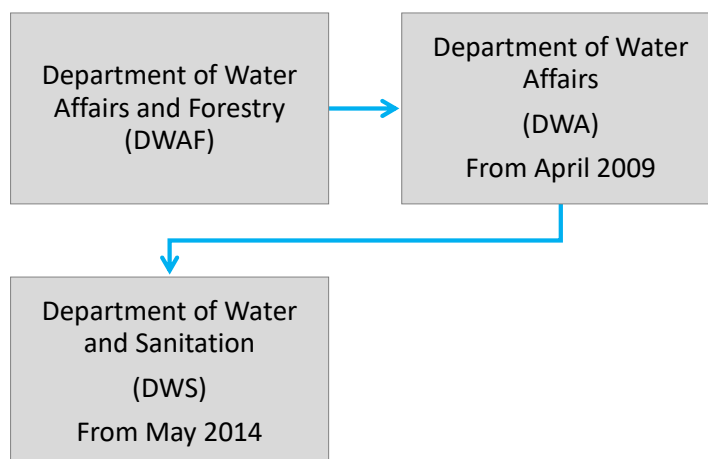 Department of Water
Affairs and Forestry
(DWAF)
Department of Water
Affairs
(DWA)
From April 2009
Department of Water
and Sanitation
(DWS)
From May 2014